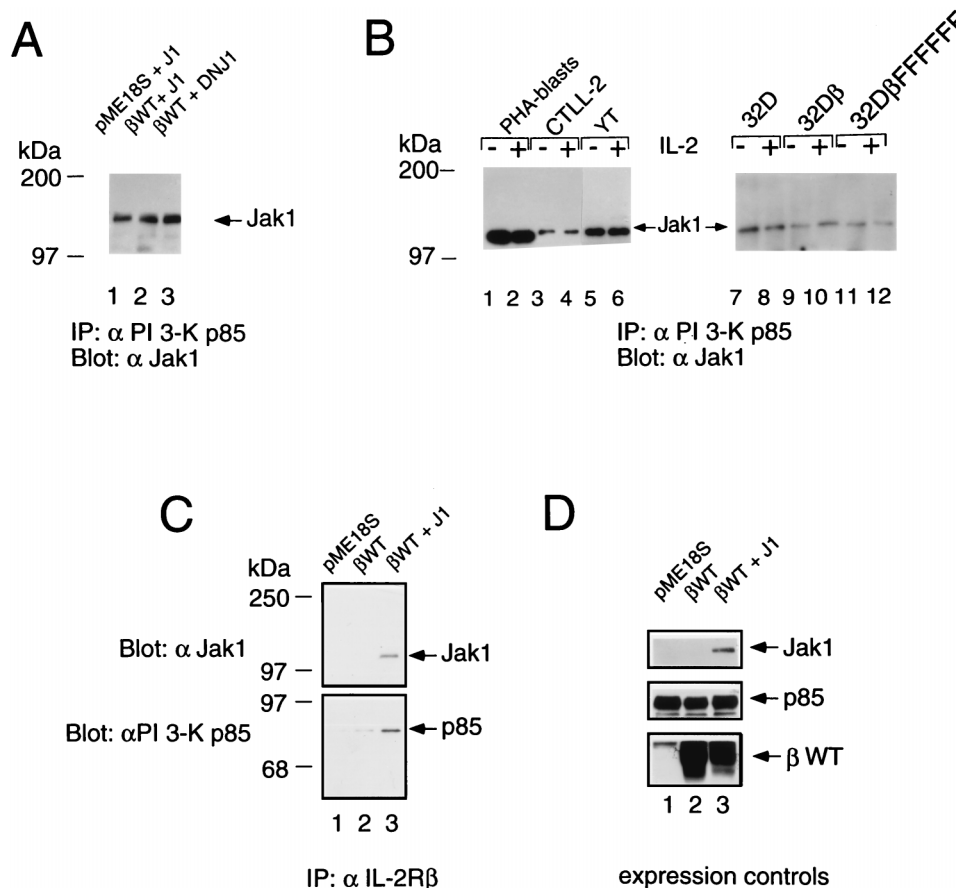 A
pME18S + J1
βWT+ J1
βWT + DNJ1
kDa
200
97
Jak1
1 2 3
IP: α PI 3-K p85
Blot: α Jak1
B
PHA-blasts
CTLL-2
YT
32D
32Dβ
32DβFFFFFF
- + - + - + IL-2 - + - + - +
kDa
200
97
Jak1
1 2 3 4 5 6 7 8 9 10 11 12
IP: α PI 3-K p85
Blot: α Jak1
C
pME18S
βWT
βWT + J1
kDa
250
Blot: α Jak1
Jak1
97
97
Blot: αPI 3-K p85
p85
68
1 2 3
IP: α IL-2Rβ
D
pME18S
βWT
βWT + J1
Jak1
p85
β WT
1 2 3
expression controls